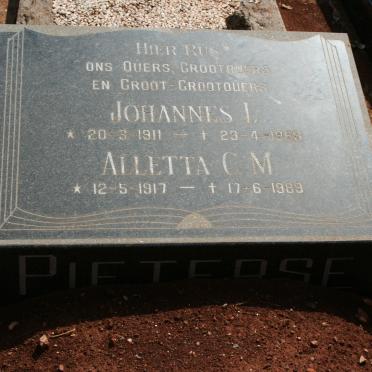 HIER RUS
ONS OUERS, GROOTOUERS
EN GROOT-GROOTOUERS
JOHANNES L.
* 20-3-1911 — † 23-4-
ALLETTA C. M.
* 12-5-1917 — † 17-6-1989
PIETERSE